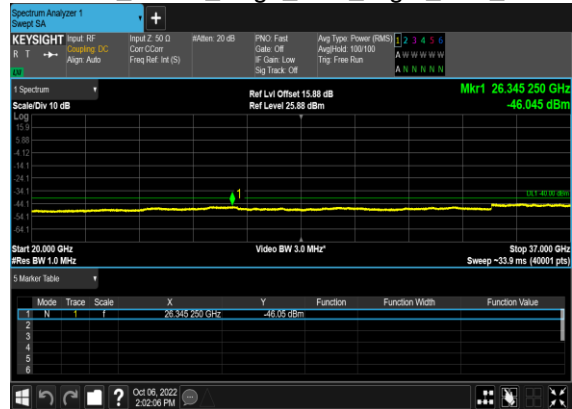 Spectrum Analyzer 1
Swept SA
+
KEYSIGHT Input: RF Input Z: 50 Ω #Atten: 20 dB PNO: Fast Avg Type: Power (RMS) 1 2 3 4 5 6
R T Coupling: DC Corr CCorr Gate: Off Avg|Hold: 100/100 A W W W W W
Align: Auto Freq Ref: Int (S) IF Gain: Low Trig: Free Run A N N N N N
Sig Track: Off
LW
1 Spectrum Ref Lvl Offset 15.88 dB Mkr1 26.345 250 GHz
Scale/Div 10 dB Ref Level 25.88 dBm -46.045 dBm
Log
15.9
5.88
-4.12
-14.1
-24.1
-34.1 1 DL1 -40.00 dBm
-44.1
-54.1
-64.1
Start 20.000 GHz Video BW 3.0 MHz* Stop 37.000 GHz
#Res BW 1.0 MHz Sweep ~33.9 ms (40001 pts)
5 Marker Table
Mode Trace Scale X Y Function Function Width Function Value
1 N 1 f 26.345 250 GHz -46.05 dBm
2
3
4
5
6
? Oct 06, 2022
2:02:06 PM